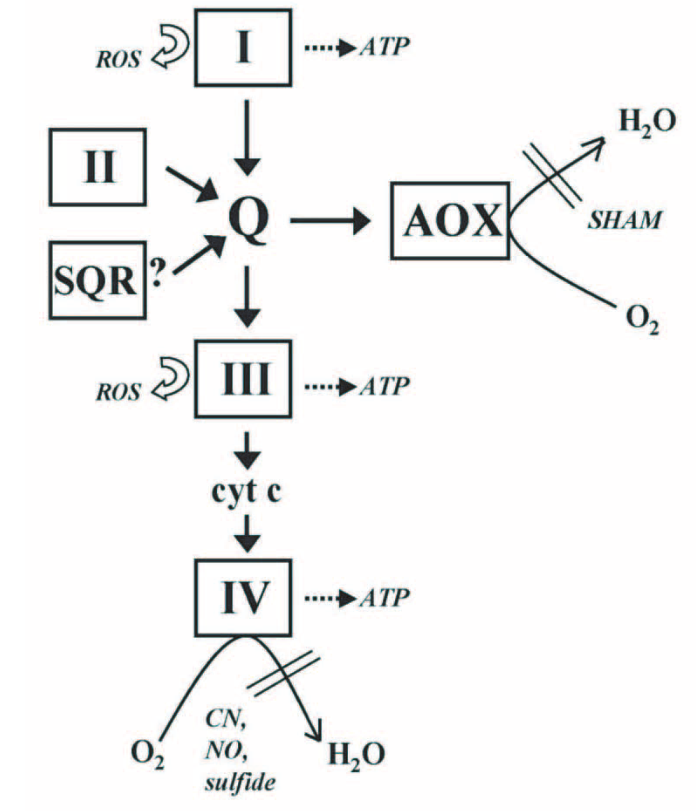 ROS
I
ATP
H₂O
II
Q
AOX
SHAM
SQR
?
O₂
ROS
III
ATP
cyt c
IV
ATP
CN,
NO,
sulfide
O₂
H₂O